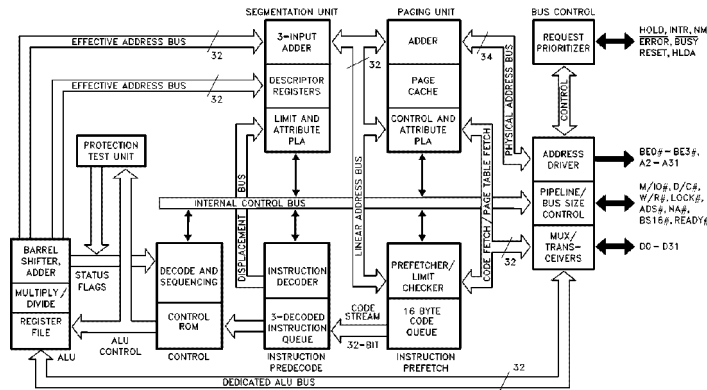 SEGMENTATION UNIT
PAGING UNIT
BUS CONTROL
EFFECTIVE ADDRESS BUS
32
EFFECTIVE ADDRESS BUS
32
3-INPUT
ADDER
DESCRIPTOR
REGISTERS
LIMIT AND
ATTRIBUTE
PLA
32
ADDER
PAGE
CACHE
CONTROL AND
ATTRIBUTE
PLA
34
PHYSICAL ADDRESS BUS
REQUEST
PRIORITIZER
HOLD, INTR, NM
ERROR, BUSY
RESET, HLDA
CONTROL
ADDRESS
DRIVER
BE0#-BE3#,
A2-A31
PIPELINE/
BUS SIZE
CONTROL
M/IO#, D/C#,
W/R#, LOCK#,
ADS#, NA#,
BS16#, READY#
MUX/
TRANS-
CEIVERS
D0-D31
PROTECTION
TEST UNIT
INTERNAL CONTROL BUS
DISPLACEMENT BUS
LINEAR ADDRESS BUS
CODE FETCH/PAGE TABLE FETCH
32
BARREL
SHIFTER,
ADDER
MULTIPLY/
DIVIDE
REGISTER
FILE
ALU
STATUS
FLAGS
ALU
CONTROL
DECODE AND
SEQUENCING
CONTROL
ROM
CONTROL
INSTRUCTION
DECODER
3-DECODED
INSTRUCTION
QUEUE
INSTRUCTION
PREDECODE
CODE
STREAM
32-BIT
PREFETCHER/
LIMIT
CHECKER
16 BYTE
CODE
QUEUE
INSTRUCTION
PREFETCH
DEDICATED ALU BUS
32